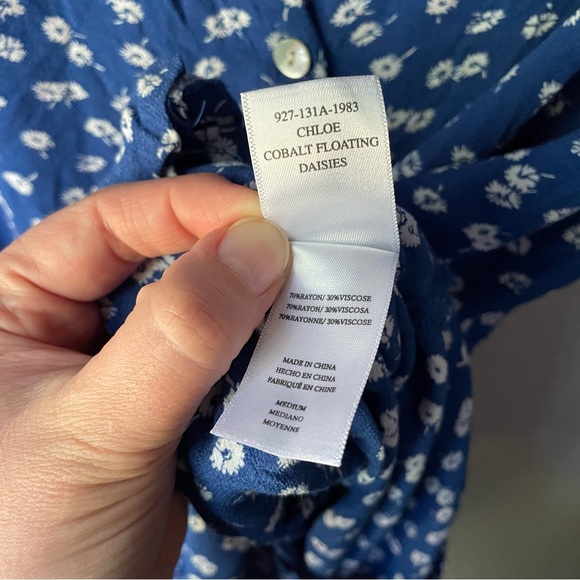 927-131A-1983
CHLOE
COBALT FLOATING
DAISIES
70%RAYON/ 30%VISCOSE
70%RAYON/ 30%VISCOSA
70%RAYONNE/ 30%VISCOSE
MADE IN CHINA
HECHO EN CHINA
FABRIQUÉ EN CHINE
MEDIUM
MEDIANO
MOYENNE